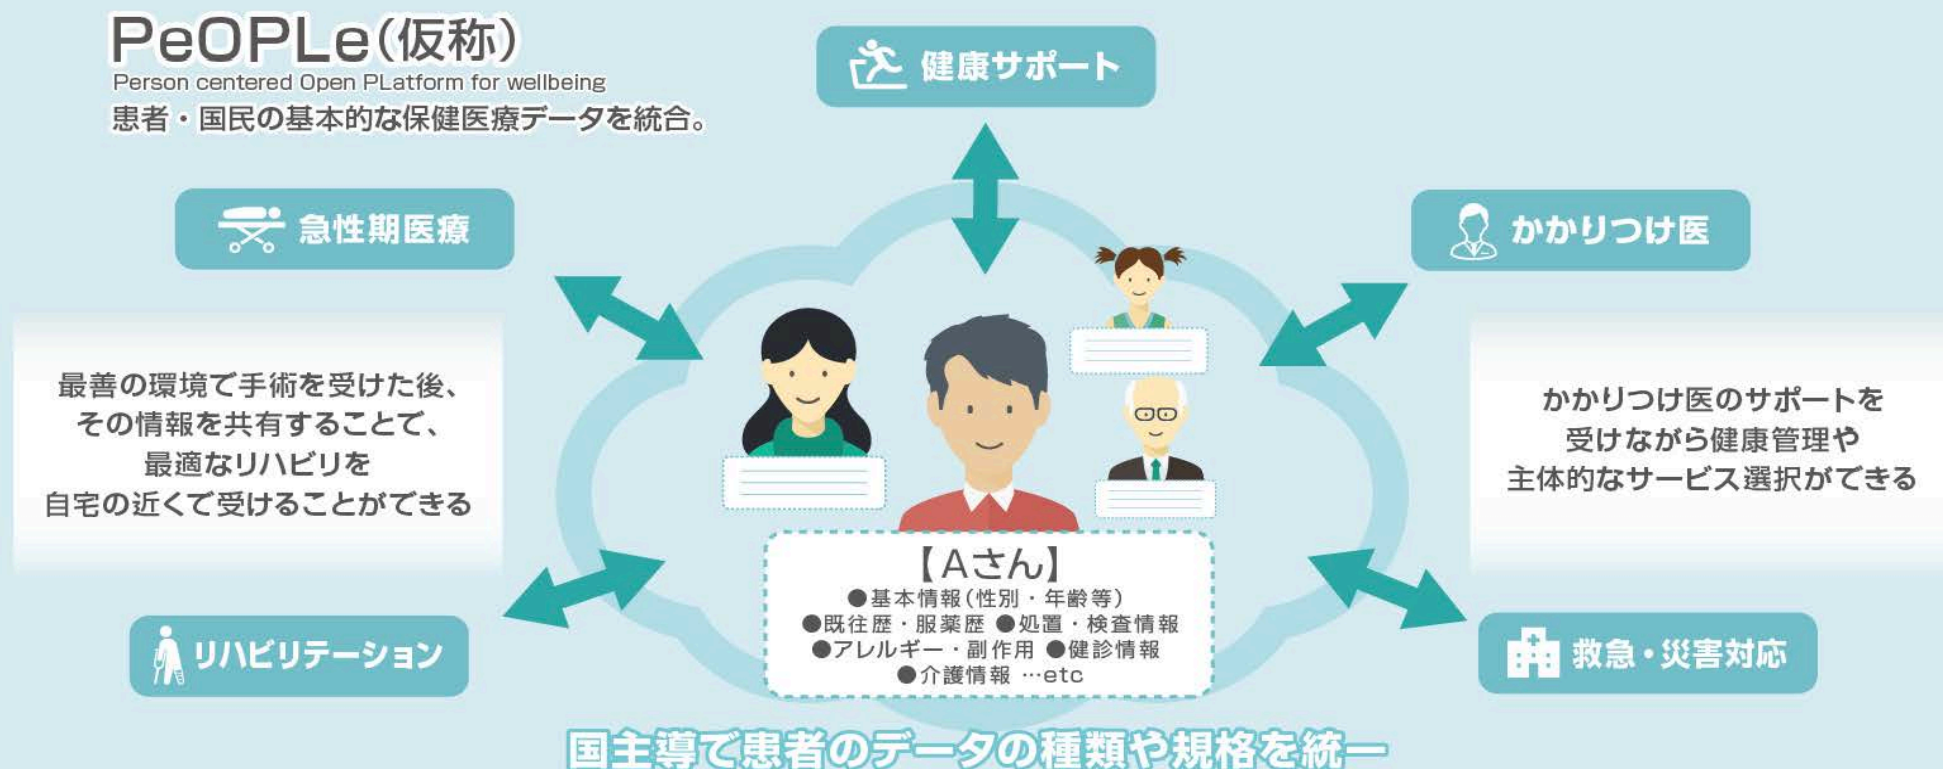 PeOPLe(仮称)
Person centered Open PLatform for wellbeing
患者・国民の基本的な保健医療データを統合。
健康サポート
急性期医療
かかりつけ医
最善の環境で手術を受けた後、
その情報を共有することで、
最適なリハビリを
自宅の近くで受けることができる
かかりつけ医のサポートを
受けながら健康管理や
主体的なサービス選択ができる
【Aさん】
●基本情報(性別・年齢等)
●既往歴・服薬歴 ●処置・検査情報
●アレルギー・副作用 ●健診情報
●介護情報 …etc
リハビリテーション
救急・災害対応
国主導で患者のデータの種類や規格を統一